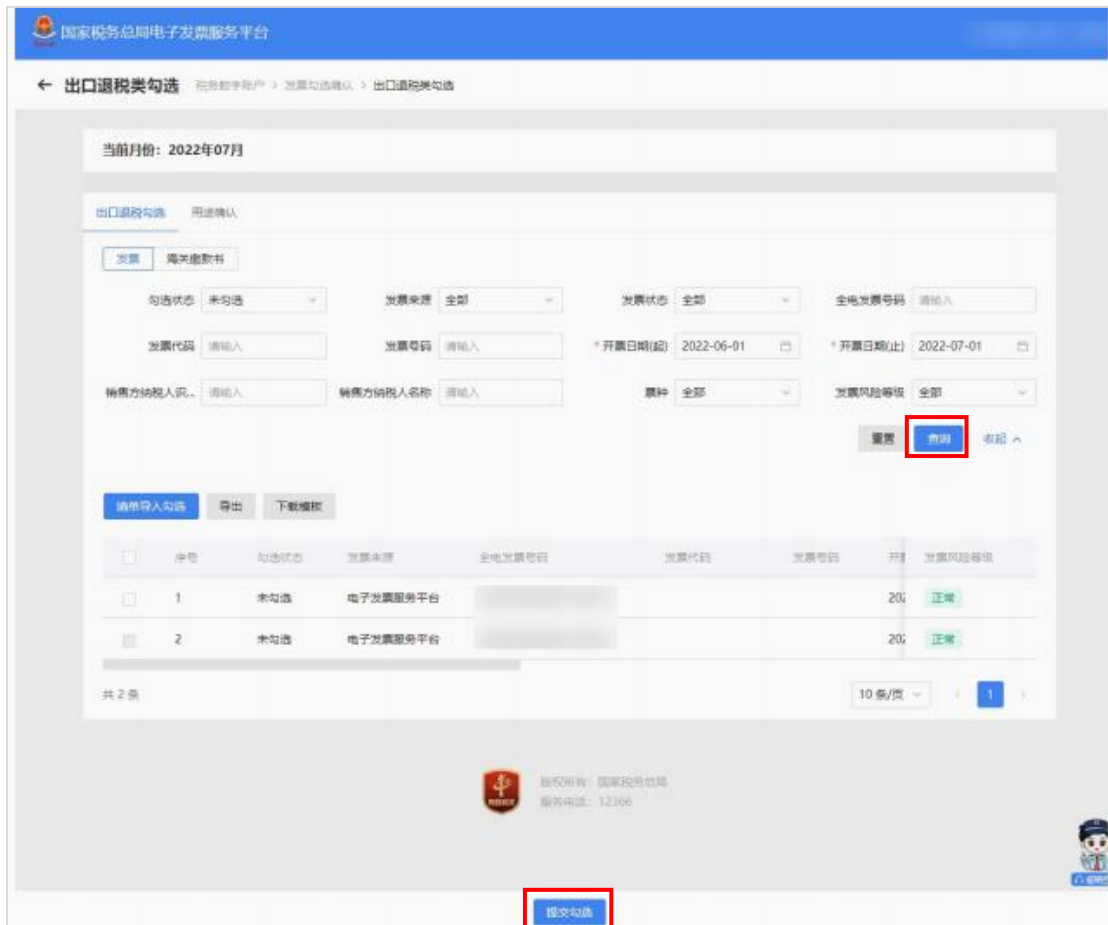 国家税务总局电子发票服务平台
← 出口退税类勾选 税务数字账户 > 发票勾选确认 > 出口退税类勾选
当前月份：2022年07月
出口退税勾选 用途确认
发票 海关缴款书
勾选状态 未勾选 发票来源 全部 发票状态 全部 全电发票号码 请输入
发票代码 请输入 发票号码 请输入 *开票日期(起) 2022-06-01 *开票日期(止) 2022-07-01
销售方纳税人识... 请输入 销售方纳税人名称 请输入 票种 全部 发票风险等级 全部
重置 查询 收起
清单导入勾选 导出 下载模板
序号 勾选状态 发票来源 全电发票号码 发票代码 发票号码 开 发票风险等级
1 未勾选 电子发票服务平台 202 正常
2 未勾选 电子发票服务平台 202 正常
共 2 条 10 条/页 1
版权所有：国家税务总局
服务电话：12366
提交勾选